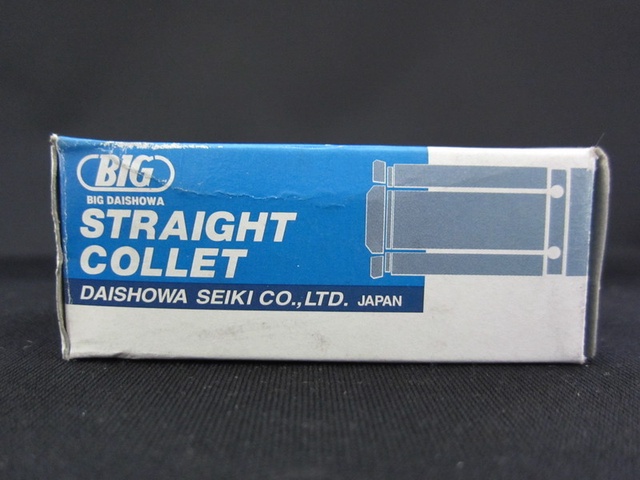 BIG
BIG DAISHOWA
STRAIGHT
COLLET
DAISHOWA SEIKI CO.,LTD. JAPAN